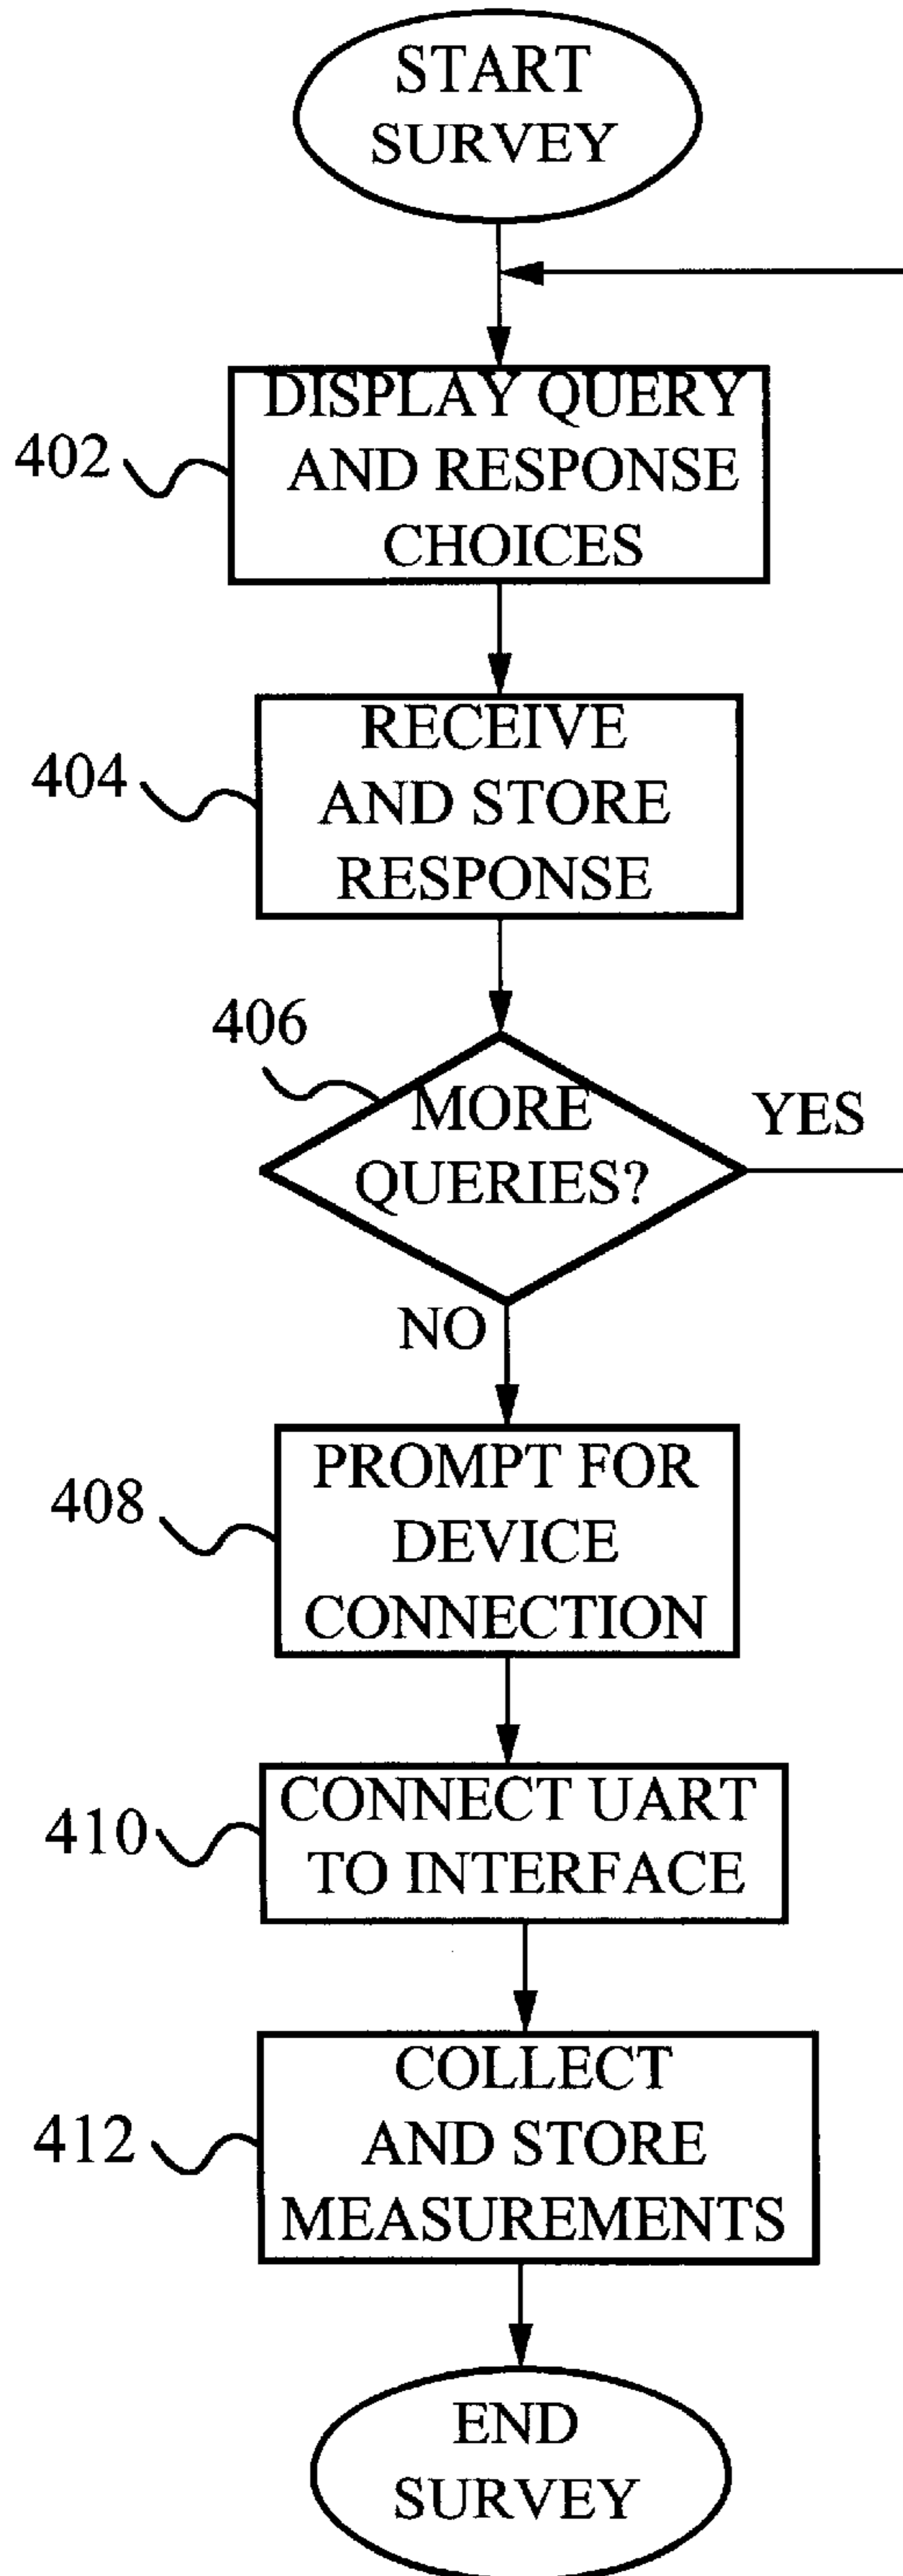 START
SURVEY
402
DISPLAY QUERY
AND RESPONSE
CHOICES
404
RECEIVE
AND STORE
RESPONSE
406
MORE
QUERIES?
YES
NO
408
PROMPT FOR
DEVICE
CONNECTION
410
CONNECT UART
TO INTERFACE
412
COLLECT
AND STORE
MEASUREMENTS
END
SURVEY